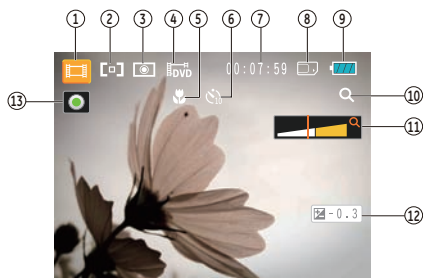 ① ② ③ ④ ⑤ ⑥ ⑦ ⑧ ⑨
DVD 00:07:59
10
⑬ ⑩
⑪
-0.3 ⑫